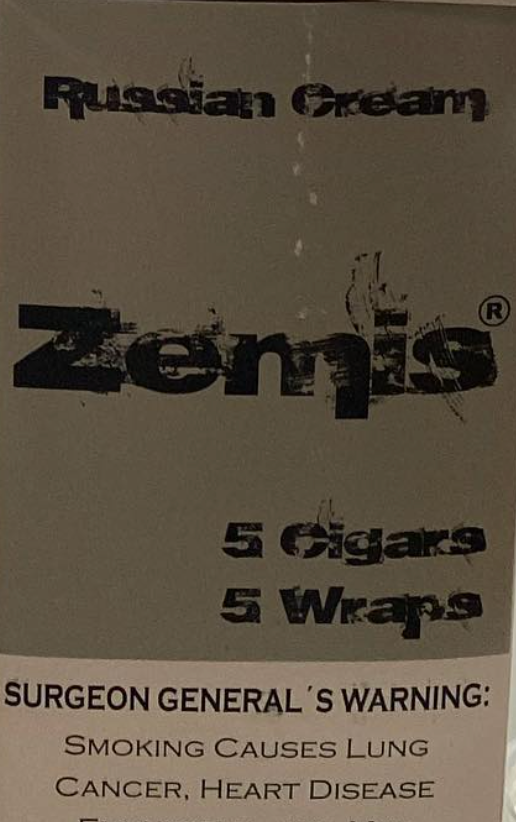 Russian Cream
Zemis®
5 Cigars
5 Wraps
SURGEON GENERAL´S WARNING:
SMOKING CAUSES LUNG
CANCER, HEART DISEASE